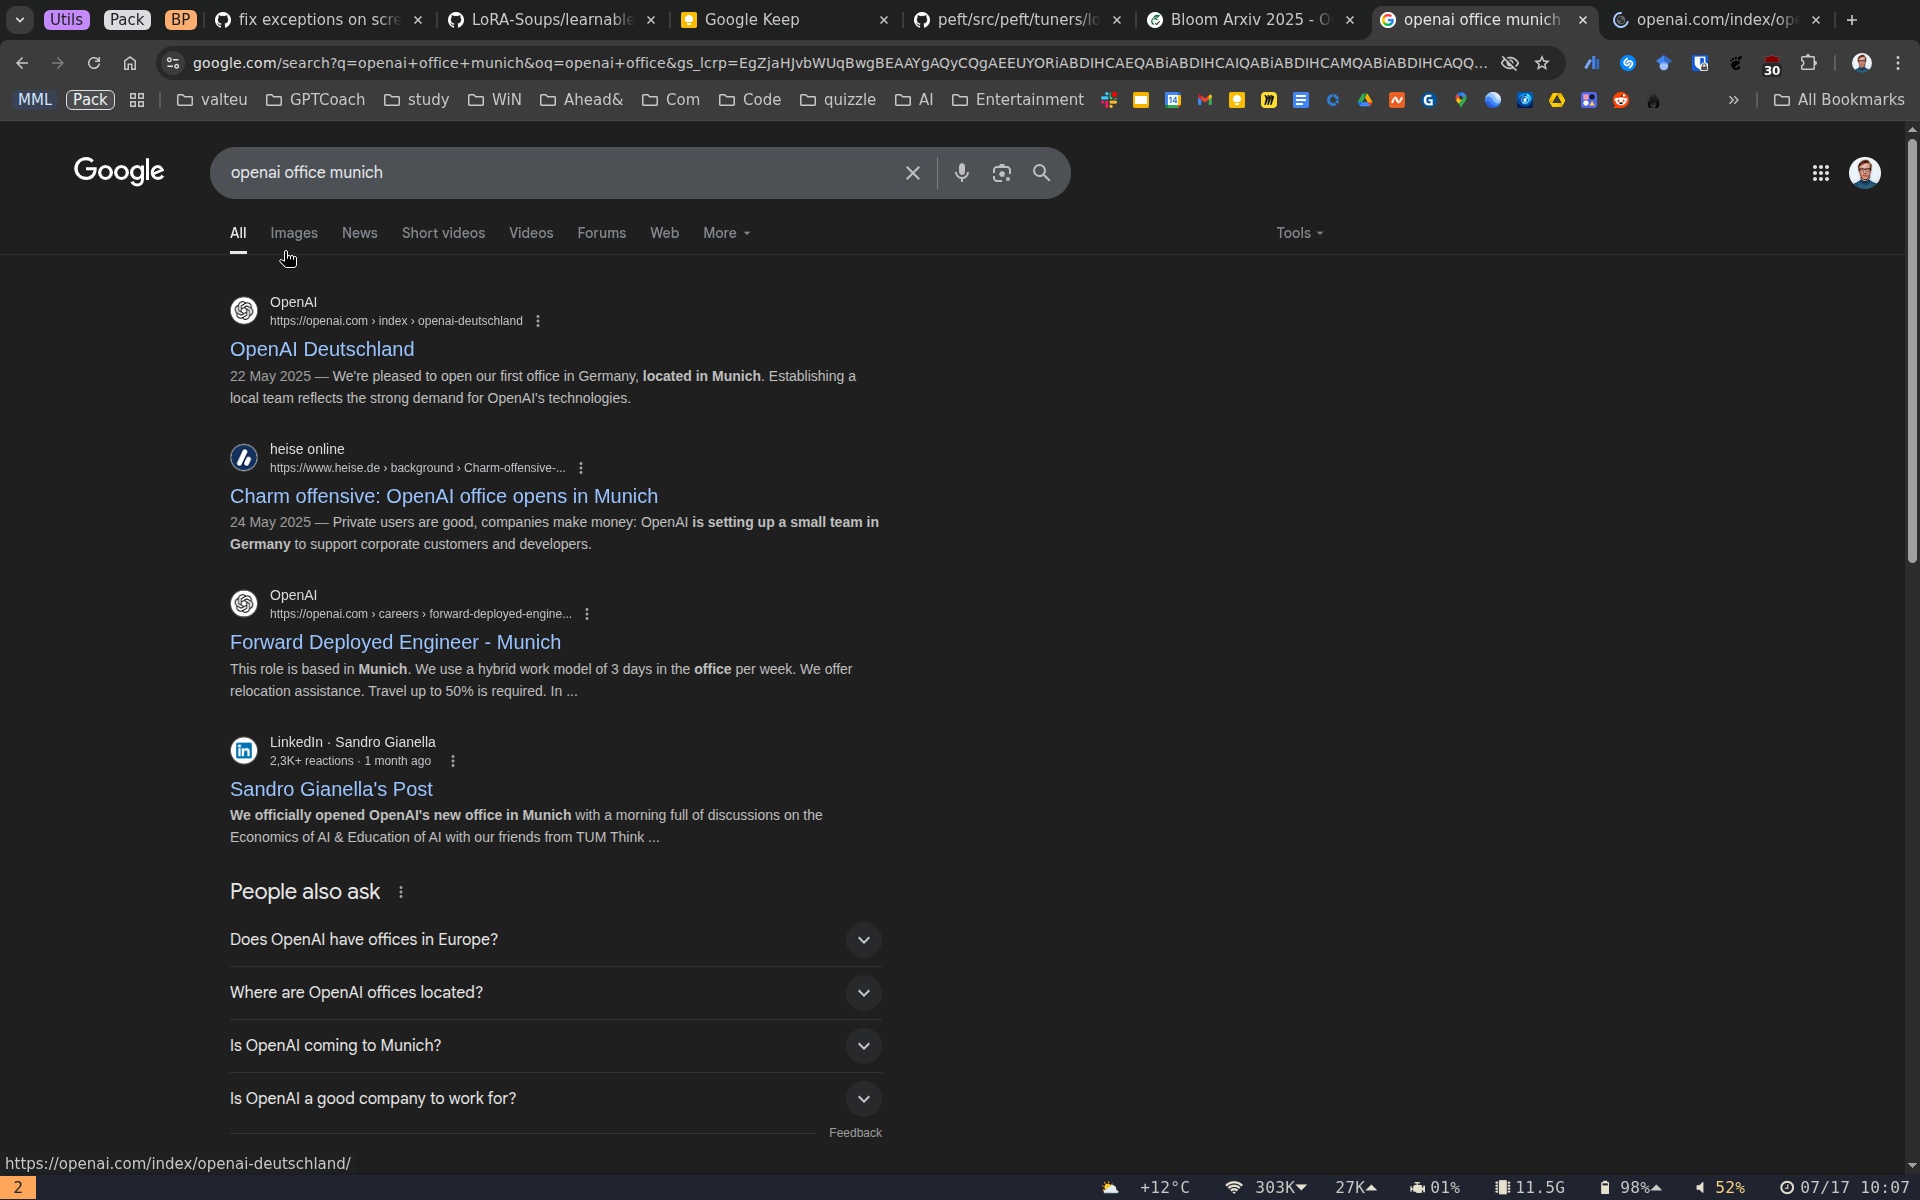 Utils
Pack
BP
fix exceptions on scre
LoRA-Soups/learnable
Google Keep
peft/src/peft/tuners/lo
Bloom Arxiv 2025 - O
openai office munich
openai.com/index/ope
google.com/search?q=openai+office+munich&oq=openai+office&gs_lcrp=EgZjaHJvbWUqBwgBEAAYgAQyCQgAEEUYORiABDIHCAEQABiABDIHCAIQABiABDIHCAMQABiABDIHCAQQ...
30
MML
Pack
valteu
GPTCoach
study
WiN
Ahead&
Com
Code
quizzle
AI
Entertainment
All Bookmarks
Google
openai office munich
All
Images
News
Short videos
Videos
Forums
Web
More
Tools
OpenAI
https://openai.com › index › openai-deutschland
OpenAI Deutschland
22 May 2025 — We're pleased to open our first office in Germany, located in Munich. Establishing a
local team reflects the strong demand for OpenAI's technologies.
heise online
https://www.heise.de › background › Charm-offensive-...
Charm offensive: OpenAI office opens in Munich
24 May 2025 — Private users are good, companies make money: OpenAI is setting up a small team in
Germany to support corporate customers and developers.
OpenAI
https://openai.com › careers › forward-deployed-engine...
Forward Deployed Engineer - Munich
This role is based in Munich. We use a hybrid work model of 3 days in the office per week. We offer
relocation assistance. Travel up to 50% is required. In ...
LinkedIn · Sandro Gianella
2,3K+ reactions · 1 month ago
Sandro Gianella's Post
We officially opened OpenAI's new office in Munich with a morning full of discussions on the
Economics of AI & Education of AI with our friends from TUM Think ...
People also ask
Does OpenAI have offices in Europe?
Where are OpenAI offices located?
Is OpenAI coming to Munich?
Is OpenAI a good company to work for?
Feedback
https://openai.com/index/openai-deutschland/
2
+12°C
303K
27K
01%
11.5G
98%
52%
07/17 10:07